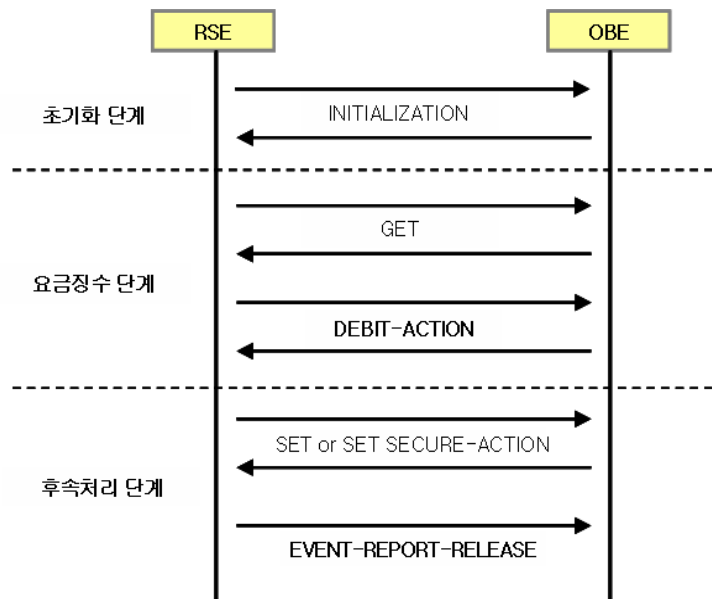 RSE
OBE
초기화 단계
INITIALIZATION
GET
요금징수 단계
DEBIT-ACTION
SET or SET SECURE-ACTION
후속처리 단계
EVENT-REPORT-RELEASE